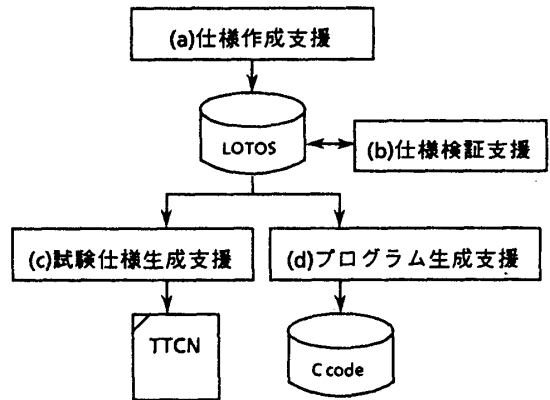 (a)仕様作成支援
LOTOS
(b)仕様検証支援
(c)試験仕様生成支援
(d)プログラム生成支援
TTCN
C code